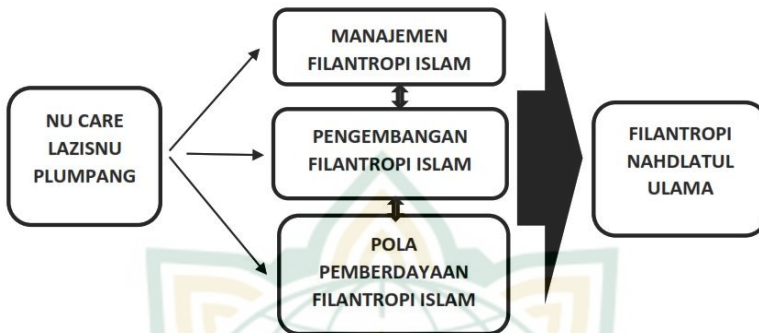 NU CARE
LAZISNU
PLUMPANG
MANAJEMEN
FILANTROPI ISLAM
PENGEMBANGAN
FILANTROPI ISLAM
POLA
PEMBERDAYAAN
FILANTROPI ISLAM
FILANTROPI
NAHDLATUL
ULAMA